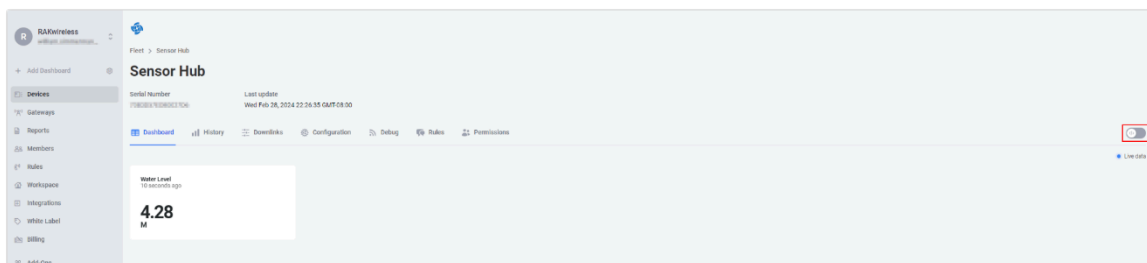 R
RAKwireless
+ Add Dashboard
Devices
Gateways
Reports
Members
Rules
Workspace
Integrations
White Label
Billing
Add-Ons
Fleet > Sensor Hub
Sensor Hub
Serial Number
Last update
Wed Feb 28, 2024 22:26:35 GMT-08:00
Dashboard History Downlinks Configuration Debug Rules Permissions
Live data
Water Level
10 seconds ago
4.28
M